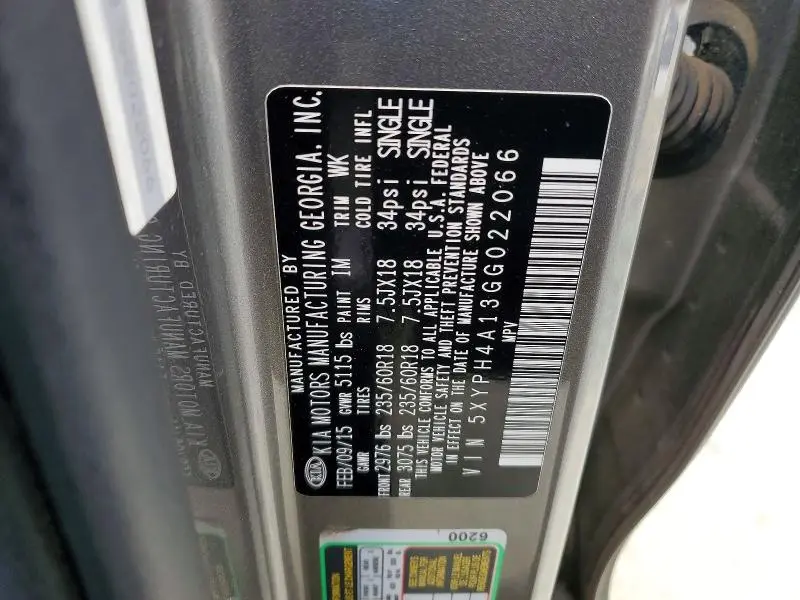 MANUFACTURED BY
KIA KIA MOTORS MANUFACTURING GEORGIA. INC.
FEB/09/15 GVWR 5115 lbs PAINT IM TRIM WK
GAWR TIRES RIMS COLD TIRE INFL
FRONT 2976 lbs 235/60R18 7.5JX18 34psi SINGLE
REAR 3075 lbs 235/60R18 7.5JX18 34psi SINGLE
THIS VEHICLE CONFORMS TO ALL APPLICABLE U.S.A. FEDERAL
MOTOR VEHICLE SAFETY AND THEFT PREVENTION STANDARDS
IN EFFECT ON THE DATE OF MANUFACTURE SHOWN ABOVE
VIN 5XYPH4A13GG022066
MPV
6200